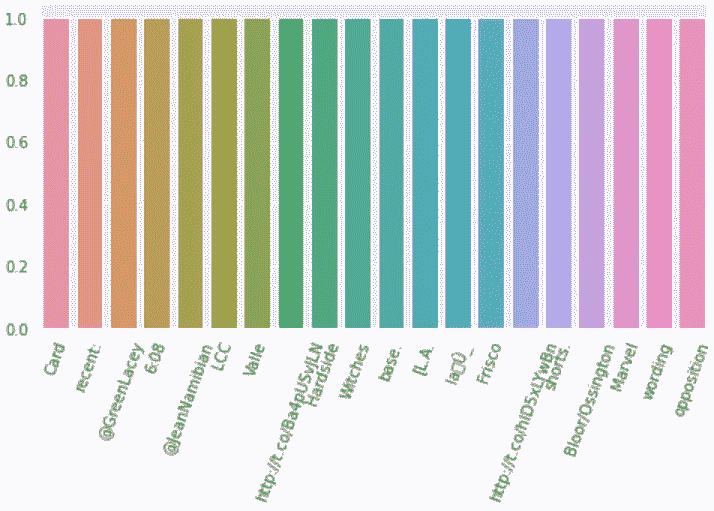 1.0
0.8
0.6
0.4
0.2
0.0
Card
recent:
@GreenLacey
6:08
@JeanNamibian
LCC
Valle
Hardside
Witches
base.
[L.A.
Frisco
shorts.
Bloor/Ossington
Marvel
wording
opposition